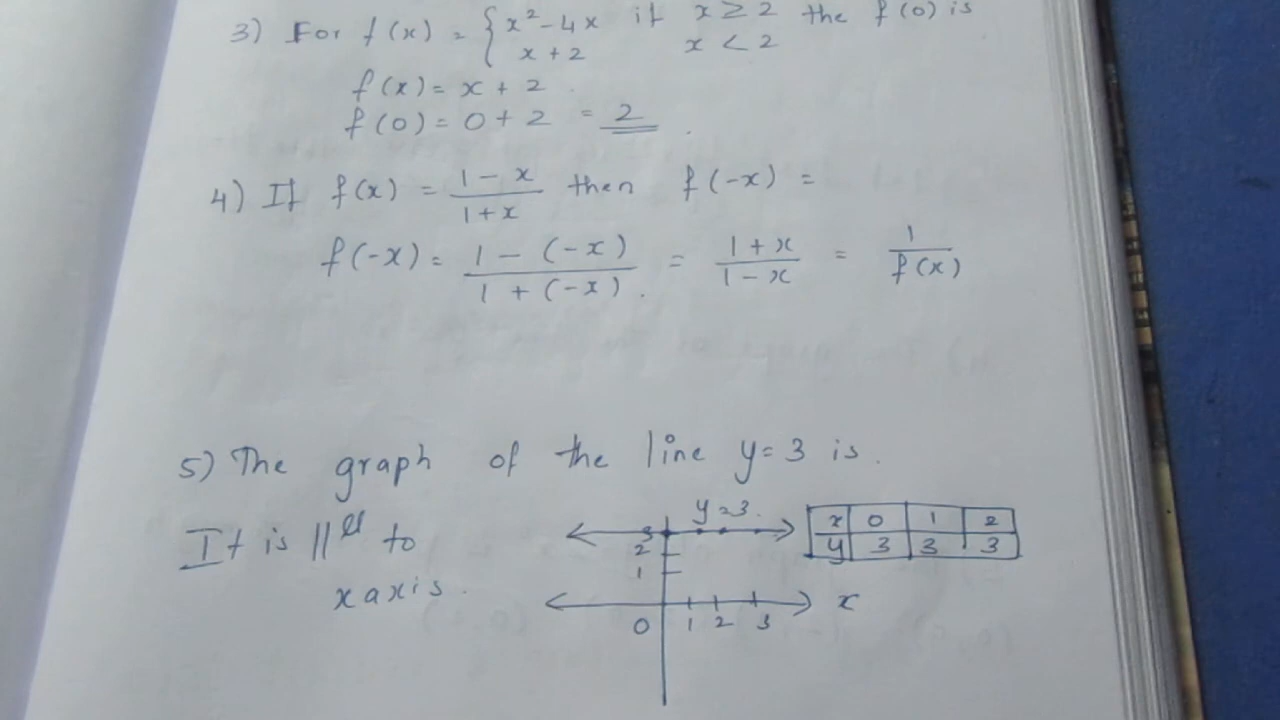 3) For f(x) = { x² - 4x if x ≥ 2 the f(0) is
x + 2 x < 2
f(x) = x + 2
f(0) = 0 + 2 = 2
4) If f(x) = (1 - x)/(1 + x) then f(-x) =
f(-x) = (1 - (-x))/(1 + (-x)) = (1 + x)/(1 - x) = 1/f(x)
5) The graph of the line y = 3 is.
It is ||el to
x axis.
y = 3.
3
2
1
0 1 2 3
x
x 0 1 2
y 3 3 3